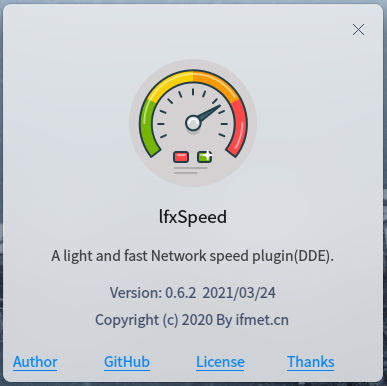 lfxSpeed
A light and fast Network speed plugin(DDE).
Version: 0.6.2 2021/03/24
Copyright (c) 2020 By ifmet.cn
Author GitHub License Thanks